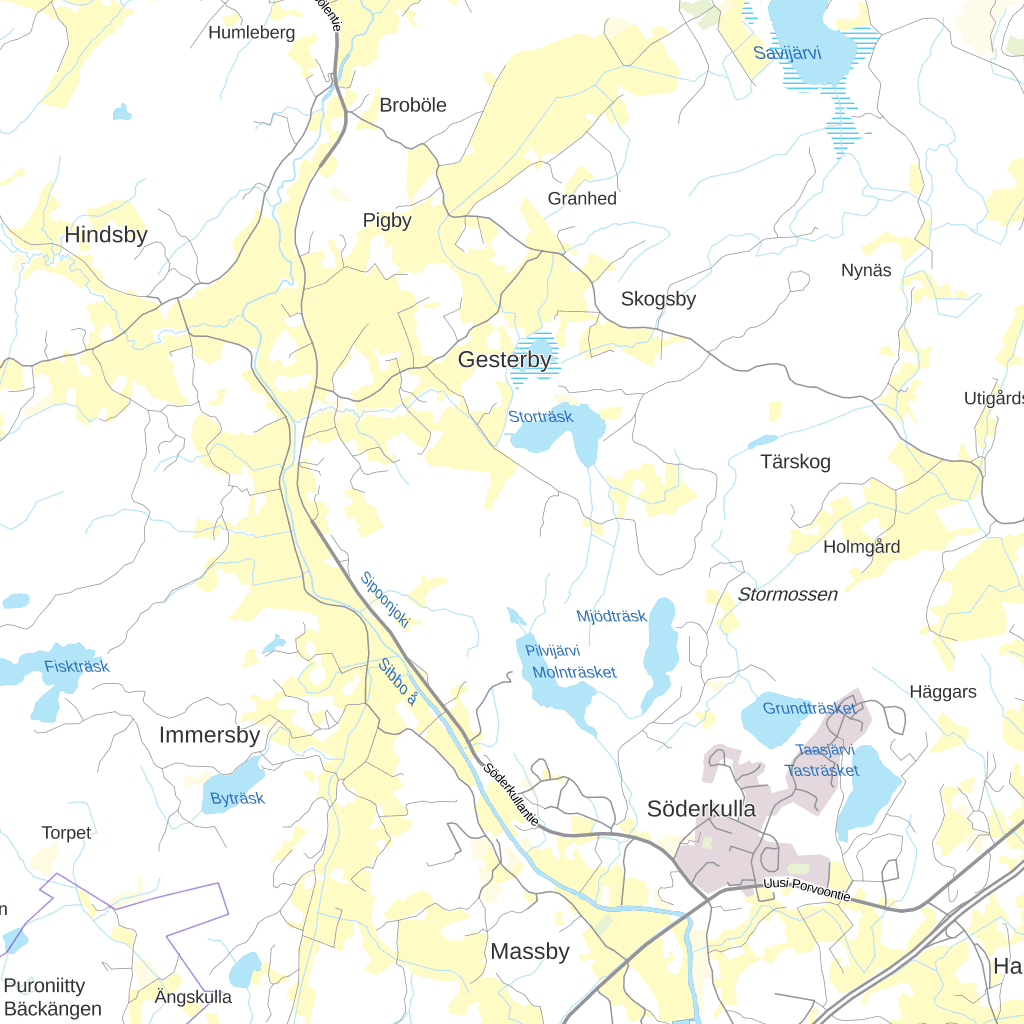 Humleberg
Savijärvi
Broböle
Granhed
Pigby
Hindsby
Nynäs
Skogsby
Gesterby
Storträsk
Tärskog
Holmgård
Stormossen
Sipoonjoki
Mjödträsk
Pilvijärvi
Molnträsket
Fiskträsk
Sibbo å
Häggars
Grundträsket
Immersby
Taasjärvi
Tasträsket
Byträsk
Söderkullantie
Söderkulla
Torpet
Uusi Porvoontie
Massby
Puroniitty
Bäckängen
Ängskulla